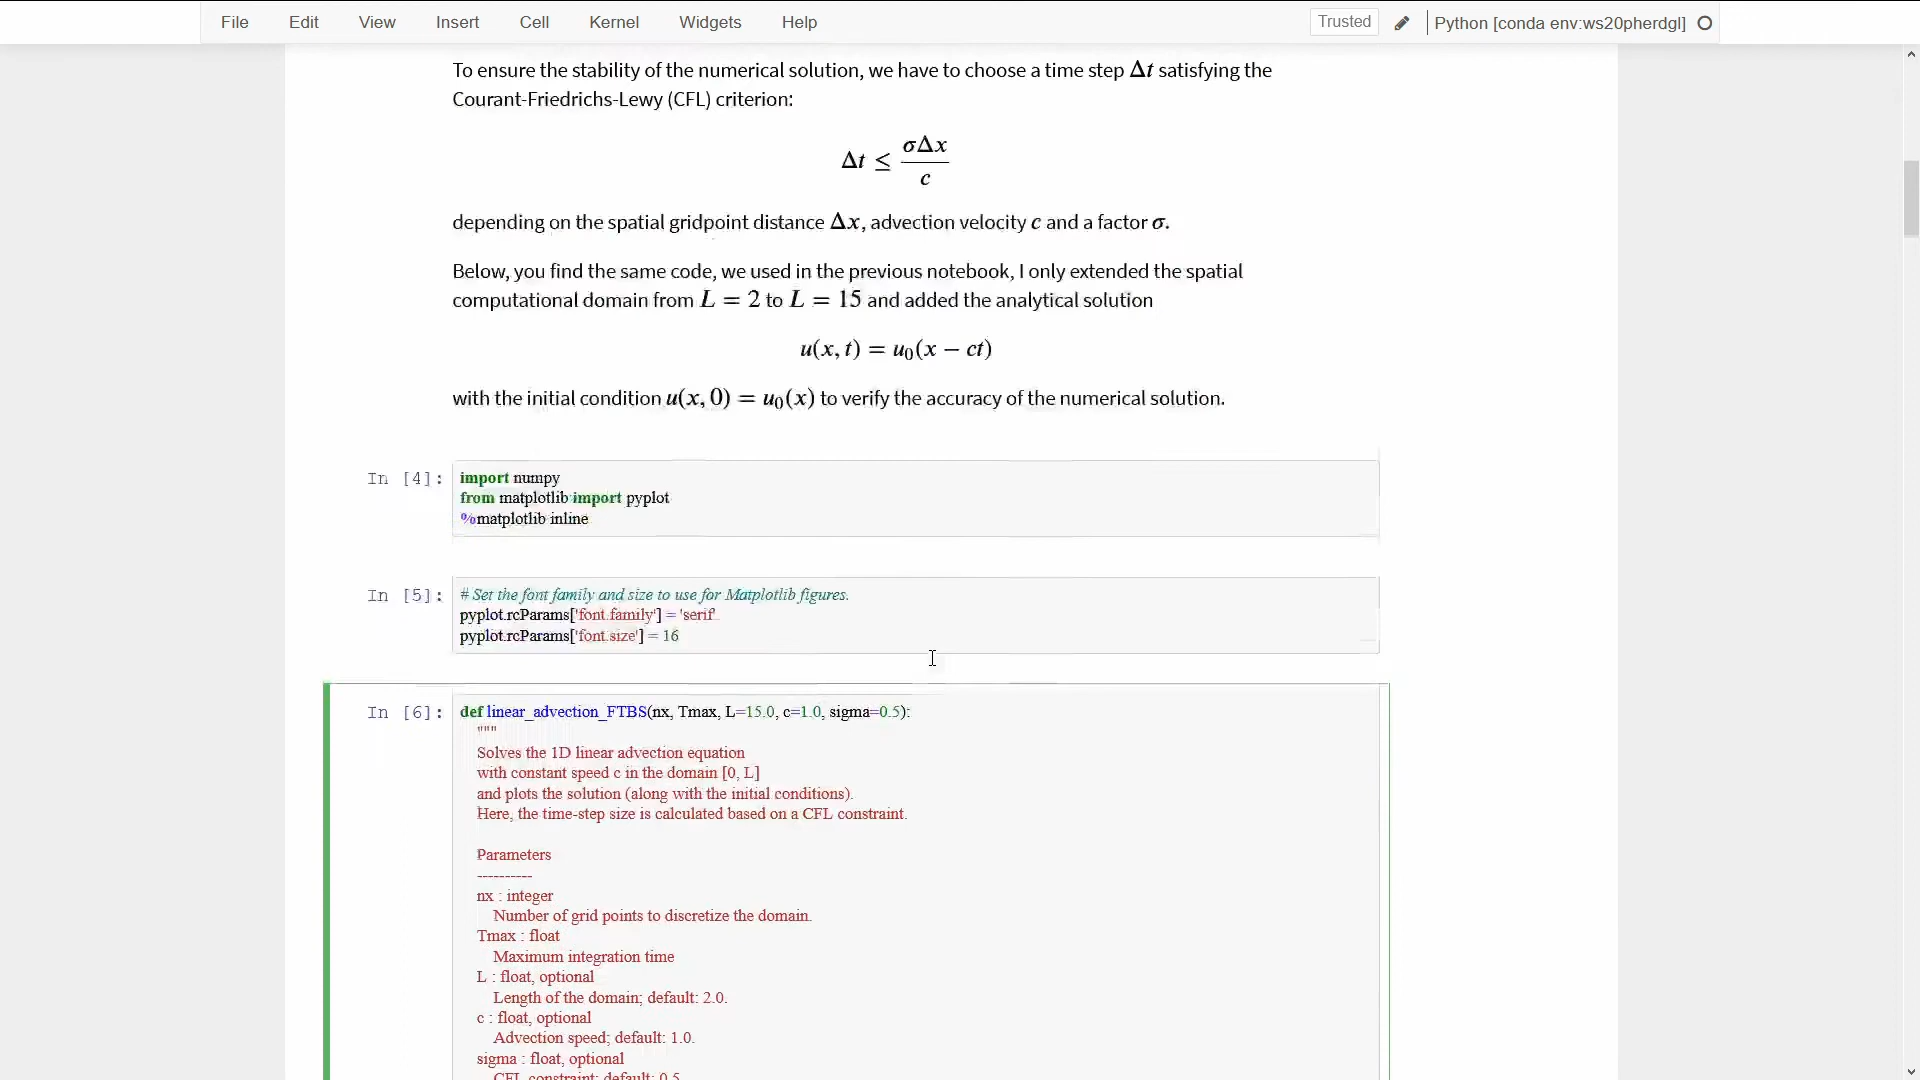 File Edit View Insert Cell Kernel Widgets Help Trusted Python [conda env:ws20pherdgl]
To ensure the stability of the numerical solution, we have to choose a time step Δt satisfying the
Courant-Friedrichs-Lewy (CFL) criterion:
Δt ≤ σΔx / c
depending on the spatial gridpoint distance Δx, advection velocity c and a factor σ.
Below, you find the same code, we used in the previous notebook, I only extended the spatial
computational domain from L = 2 to L = 15 and added the analytical solution
u(x, t) = u₀(x − ct)
with the initial condition u(x, 0) = u₀(x) to verify the accuracy of the numerical solution.
In [4]: import numpy
from matplotlib import pyplot
%matplotlib inline
In [5]: # Set the font family and size to use for Matplotlib figures.
pyplot.rcParams['font.family'] = 'serif'
pyplot.rcParams['font.size'] = 16
In [6]: def linear_advection_FTBS(nx, Tmax, L=15.0, c=1.0, sigma=0.5):
"""
Solves the 1D linear advection equation
with constant speed c in the domain [0, L]
and plots the solution (along with the initial conditions).
Here, the time-step size is calculated based on a CFL constraint.
Parameters
----------
nx : integer
Number of grid points to discretize the domain.
Tmax : float
Maximum integration time
L : float, optional
Length of the domain; default: 2.0.
c : float, optional
Advection speed; default: 1.0.
sigma : float, optional
CFL constraint; default: 0.5.